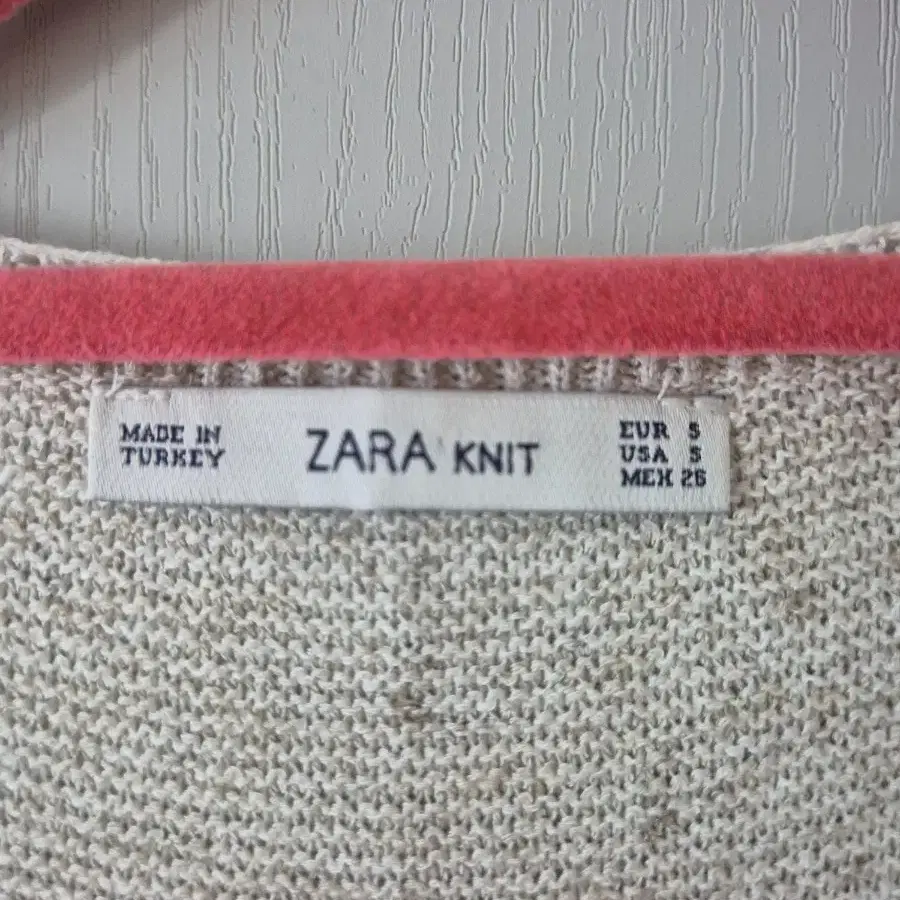 MADE IN
TURKEY
ZARA KNIT
EUR S
USA S
MEX 26